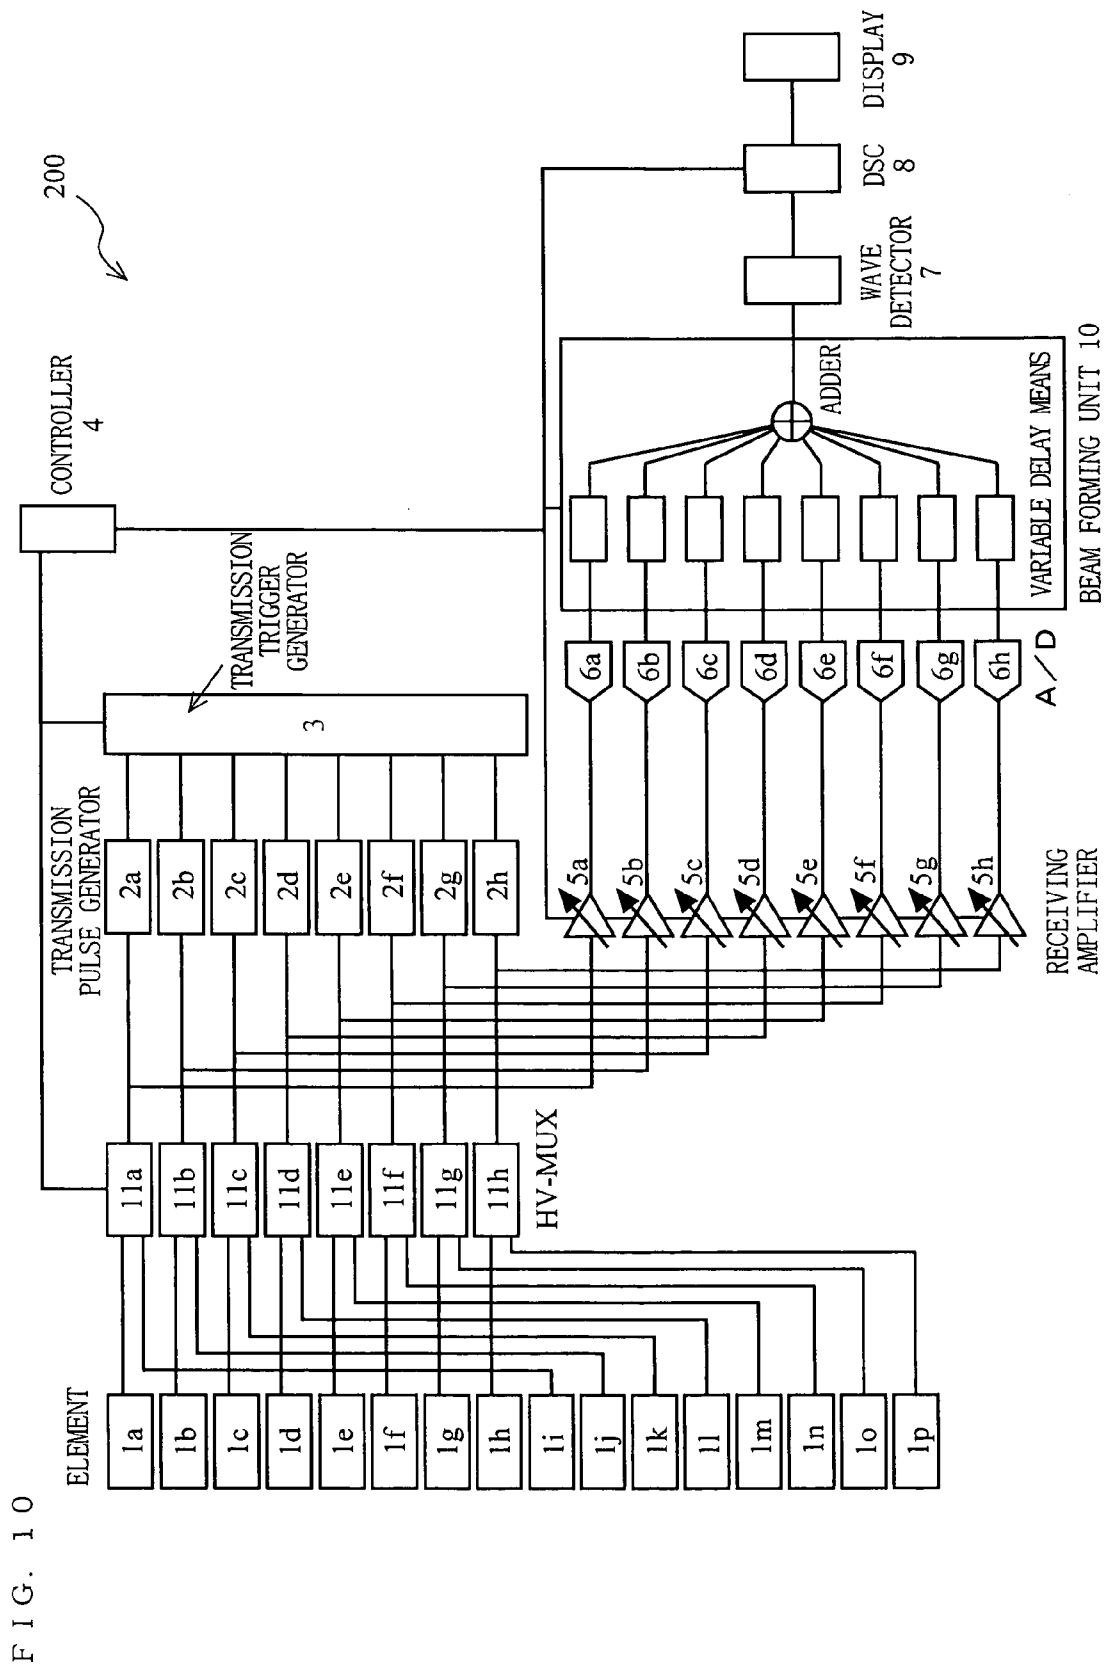 FIG. 10
200
CONTROLLER
4
TRANSMISSION
TRIGGER
GENERATOR
3
TRANSMISSION
PULSE GENERATOR
2a
2b
2c
2d
2e
2f
2g
2h
ELEMENT
1a
1b
1c
1d
1e
1f
1g
1h
1i
1j
1k
1l
1m
1n
1o
1p
11a
11b
11c
11d
11e
11f
11g
11h
HV-MUX
5a
5b
5c
5d
5e
5f
5g
5h
RECEIVING
AMPLIFIER
6a
6b
6c
6d
6e
6f
6g
6h
A/D
ADDER
VARIABLE DELAY MEANS
BEAM FORMING UNIT 10
WAVE
DETECTOR
7
DSC
8
DISPLAY
9